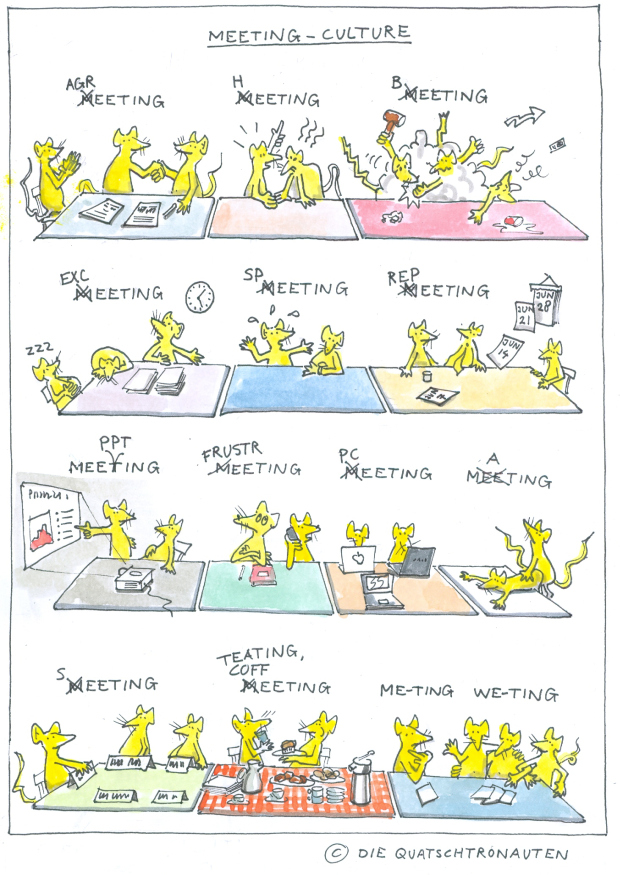 MEETING-CULTURE
AGR
MEETING
H
MEETING
B
MEETING
EXC
MEETING
SP
MEETING
REP
MEETING
ZZZ
JUN
14
JUN
21
JUN
28
PPT
MEETING
FRUSTR
MEETING
PC
MEETING
A
MEETING
S
MEETING
TEATING,
COFF
MEETING
ME-TING WE-TING
© DIE QUATSCHTRONAUTEN